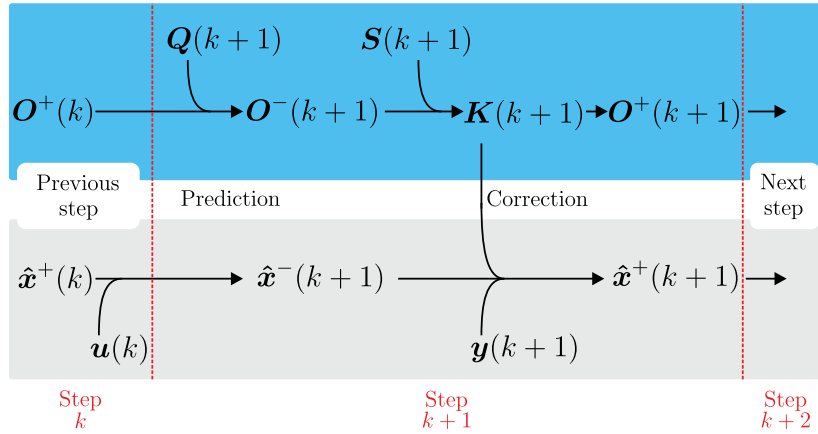 Q(k + 1) S(k + 1)
O⁺(k) O⁻(k + 1) K(k + 1) O⁺(k + 1)
Previous step
Prediction
Correction
Next step
x̂⁺(k) x̂⁻(k + 1) x̂⁺(k + 1)
u(k) y(k + 1)
Step k
Step k + 1
Step k + 2